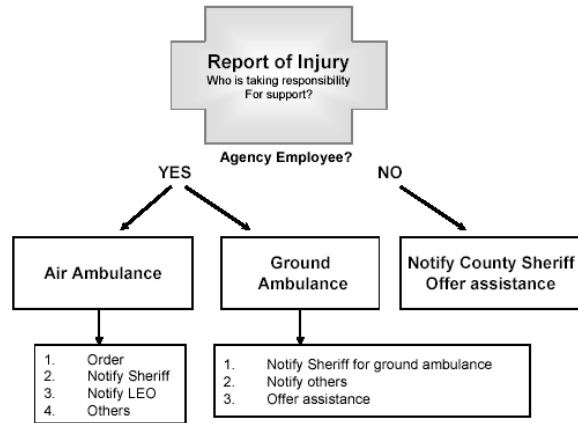 Report of Injury
Who is taking responsibility
For support?
Agency Employee?
YES
NO
Air Ambulance
Ground
Ambulance
Notify County Sheriff
Offer assistance
1. Order
2. Notify Sheriff
3. Notify LEO
4. Others
1. Notify Sheriff for ground ambulance
2. Notify others
3. Offer assistance